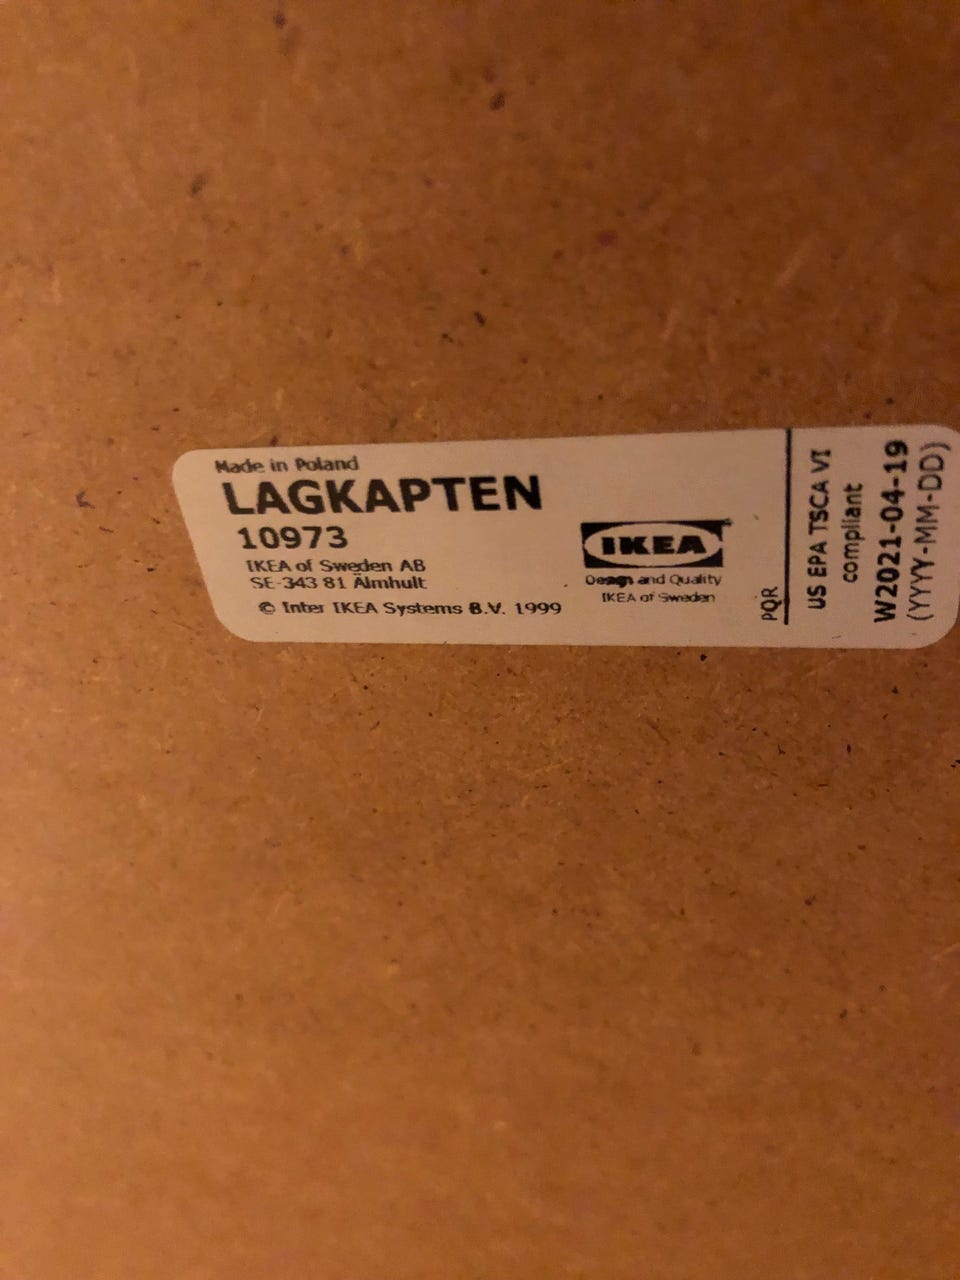 Made in Poland
LAGKAPTEN
10973
IKEA of Sweden AB
SE-343 81 Älmhult
© Inter IKEA Systems B.V. 1999
IKEA®
Design and Quality
IKEA of Sweden
PQR
US EPA TSCA VI
compliant
W2021-04-19
(YYYY-MM-DD)